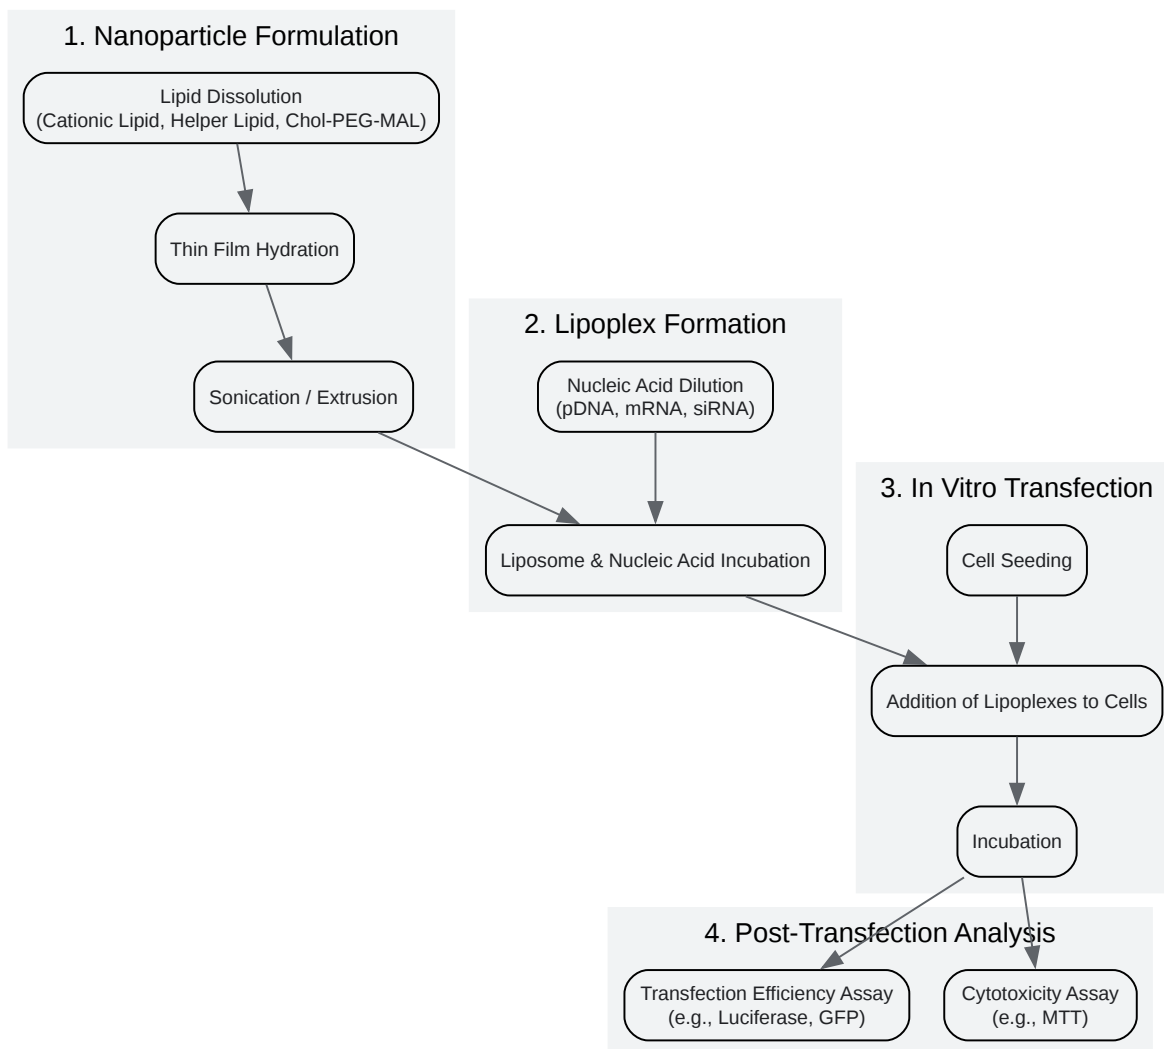 1. Nanoparticle Formulation
Lipid Dissolution
(Cationic Lipid, Helper Lipid, Chol-PEG-MAL)
Thin Film Hydration
Sonication / Extrusion
2. Lipoplex Formation
Nucleic Acid Dilution
(pDNA, mRNA, siRNA)
Liposome & Nucleic Acid Incubation
3. In Vitro Transfection
Cell Seeding
Addition of Lipoplexes to Cells
Incubation
4. Post-Transfection Analysis
Transfection Efficiency Assay
(e.g., Luciferase, GFP)
Cytotoxicity Assay
(e.g., MTT)